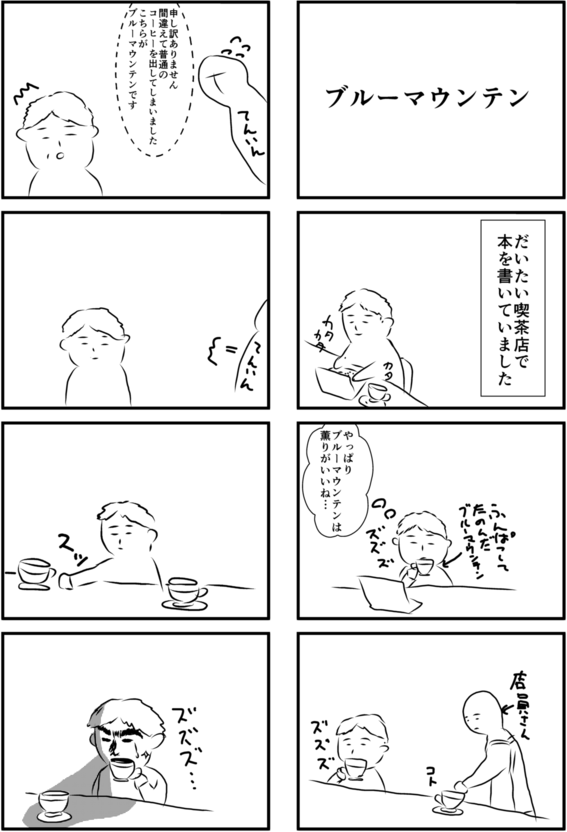 ブルーマウンテン
だいたい喫茶店で
本を書いていました
カタ
カタ
カタ
やっぱり
ブルーマウンテンは
薫りがいいね…
ふんぱつして
たのんだ
ブルーマウンテン
ズズズ
店員さん
ズズズ
コト
申し訳ありません
間違えて普通の
コーヒーを出してしまいました
こちらが
ブルーマウンテンです
てんいん
てんいん
スッ
ズズズ…